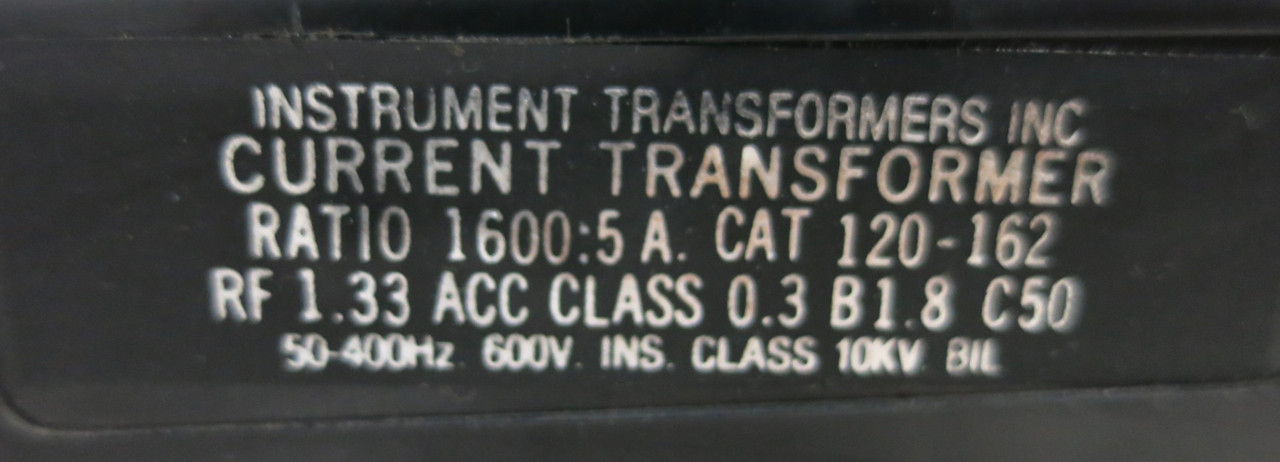 INSTRUMENT TRANSFORMERS INC
CURRENT TRANSFORMER
RATIO 1600:5 A. CAT 120-162
RF 1.33 ACC CLASS 0.3 B1.8 C50
50-400Hz. 600V. INS. CLASS 10KV BIL